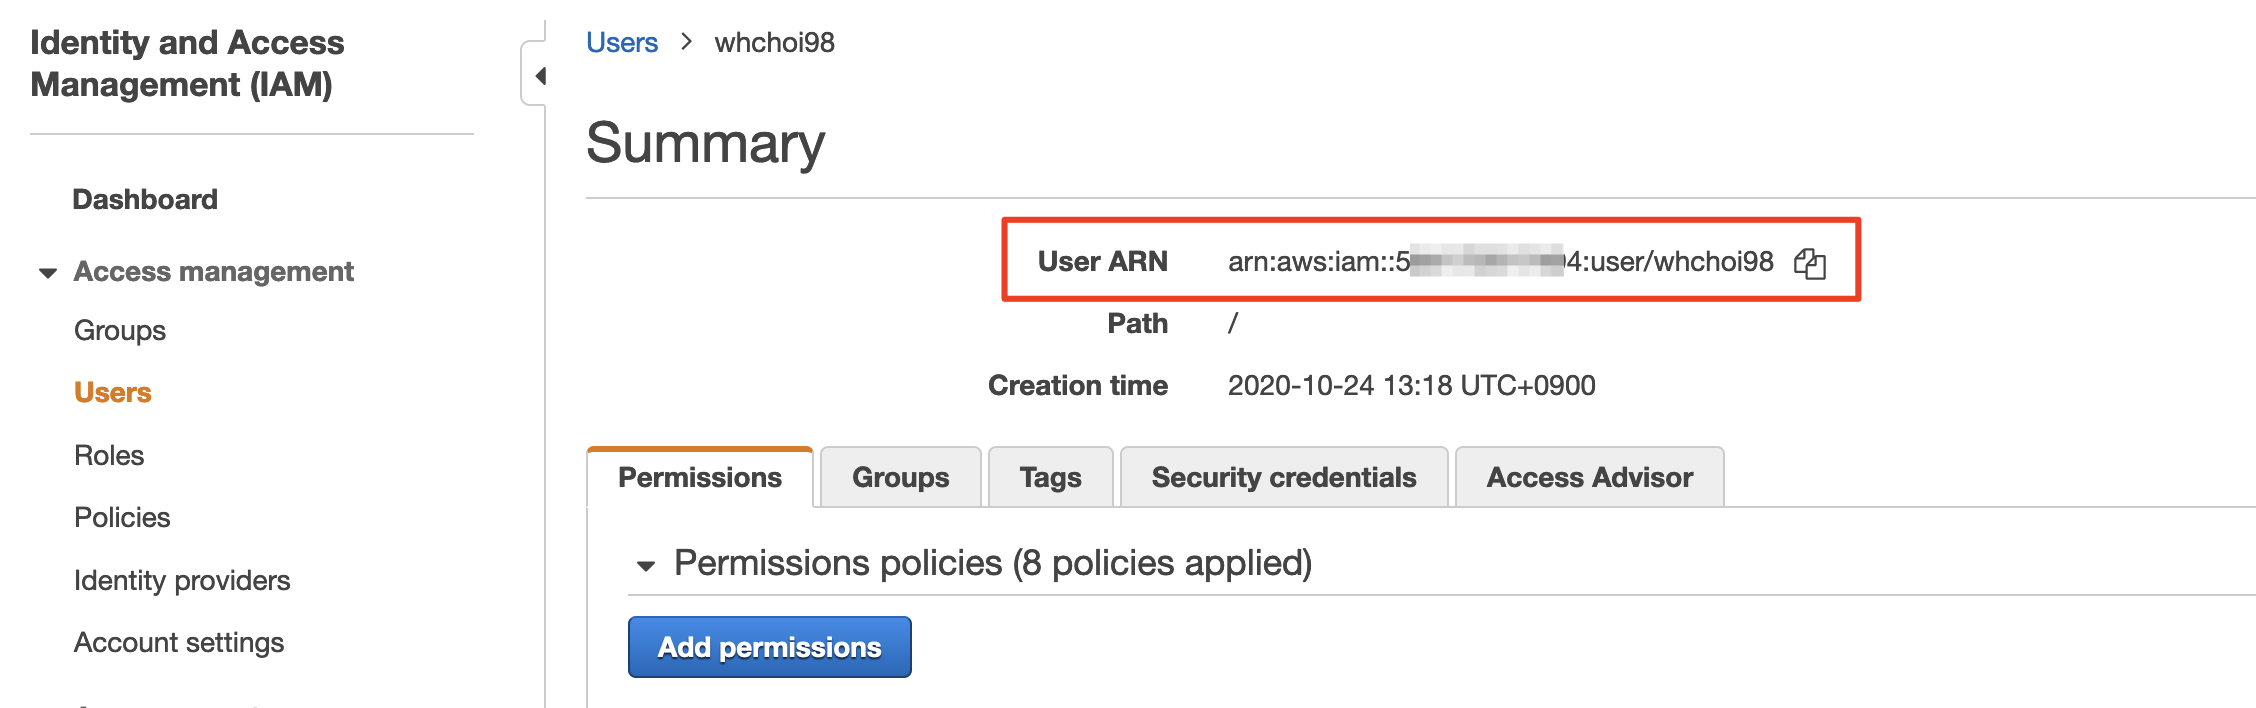 Identity and Access
Management (IAM)
Dashboard
Access management
Groups
Users
Roles
Policies
Identity providers
Account settings
Users > whchoi98
Summary
User ARN arn:aws:iam::5 4:user/whchoi98
Path /
Creation time 2020-10-24 13:18 UTC+0900
Permissions Groups Tags Security credentials Access Advisor
Permissions policies (8 policies applied)
Add permissions